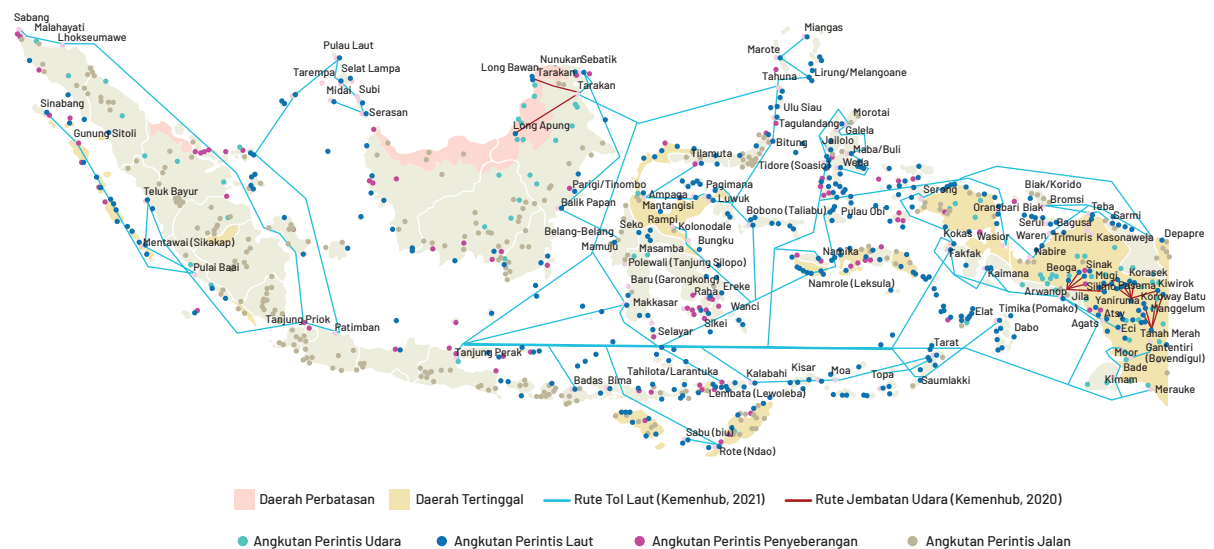 Sabang
Malahayati
Lhokseumawe
Sinabang
Gunung Sitoli
Teluk Bayur
Mentawai (Sikakap)
Pulai Baai
Tanjung Priok
Patimban
Pulau Laut
Tarempa
Selat Lampa
Midai
Subi
Serasan
Long Bawan
Nunukan
Sebatik
Tarakan
Tarakan
Long Apung
Miangas
Marote
Tahuna
Lirung/Melangoane
Ulu Siau
Tagulandang
Bitung
Morotai
Galela
Jailolo
Maba/Buli
Weda
Tidore (Soasio)
Tilamuta
Parigi/Tinombo
Ampaga
Pagimana
Mantangisi
Luwuk
Balik Papan
Rampi
Bobono (Taliabu)
Pulau Obi
Belang-Belang
Seko
Kolonodale
Mamuju
Masamba
Bungku
Polewali (Tanjung Silopo)
Baru (Garongkong)
Raha
Ereke
Makkasar
Wanci
Sikei
Selayar
Namlea
Namrole (Leksula)
Serong
Oransbari
Kokas
Wasior
Fakfak
Kaimana
Biak/Korido
Bromsi
Biak
Teba
Serui
Bagusa
Sarmi
Waren
Trimuris
Kasonaweja
Depapre
Nabire
Beoga
Sinak
Mugi
Korasek
Silimo
Pasema
Kiwirok
Arwanop
Jila
Yaniruma
Koroway Batu
Manggelum
Atsy
Agats
Eci
Tanah Merah
Gantentiri
(Bovendigul)
Moor
Bade
Kimam
Merauke
Elat
Timika (Pomako)
Dobo
Tarat
Saumlakki
Tanjung Perak
Badas
Bima
Tahilota/Larantuka
Kalabahi
Kisar
Moa
Topa
Lembata (Lewoleba)
Sabu (biu)
Rote (Ndao)
Daerah Perbatasan
Daerah Tertinggal
Rute Tol Laut (Kemenhub, 2021)
Rute Jembatan Udara (Kemenhub, 2020)
Angkutan Perintis Udara
Angkutan Perintis Laut
Angkutan Perintis Penyeberangan
Angkutan Perintis Jalan